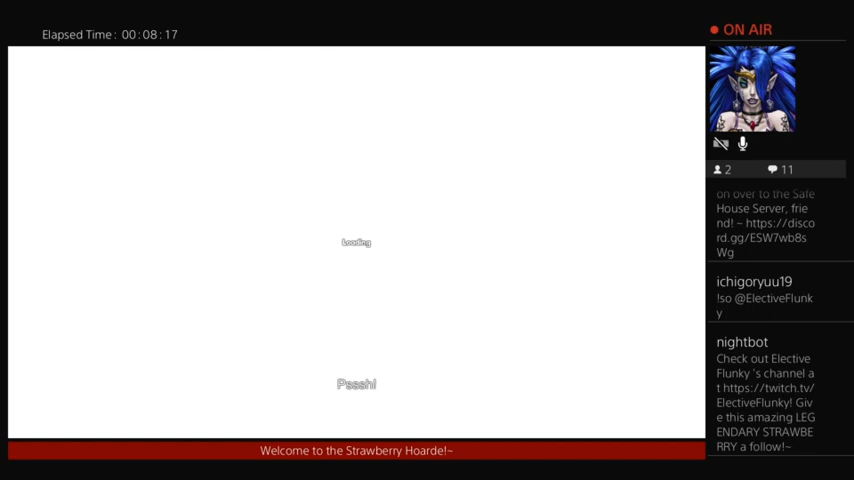 Elapsed Time: 00:08:17
ON AIR
2 11
on over to the Safe
House Server, frie
nd! ~ https://disco
rd.gg/ESW7wb8s
Wg
ichigoryuu19
!so @ElectiveFlunk
y
nightbot
Check out Elective
Flunky 's channel a
t https://twitch.tv/
ElectiveFlunky! Giv
e this amazing LEG
ENDARY STRAWBE
RRY a follow!~
Loading
Psssh!
Welcome to the Strawberry Hoarde!~